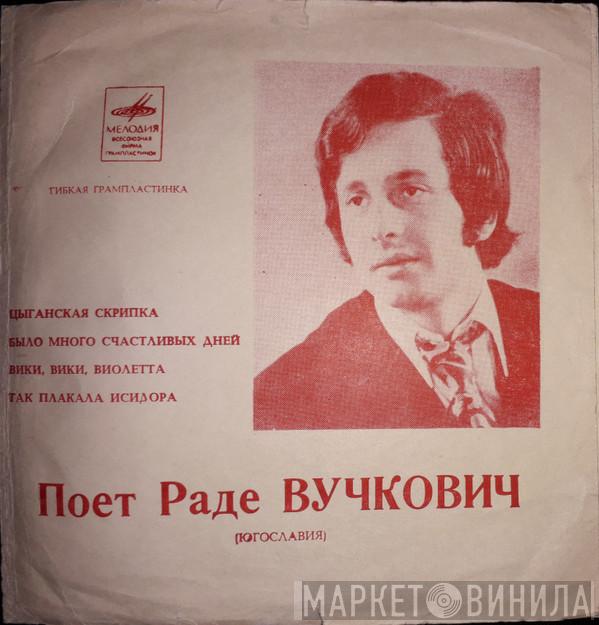 МЕЛОДИЯ
ВСЕСОЮЗНАЯ
ФИРМА
ГРАМПЛАСТИНОК
ГИБКАЯ ГРАМПЛАСТИНКА
ЦЫГАНСКАЯ СКРИПКА
БЫЛО МНОГО СЧАСТЛИВЫХ ДНЕЙ
ВИКИ, ВИКИ, ВИОЛЕТТА
ТАК ПЛАКАЛА ИСИДОРА
Поет Раде ВУЧКОВИЧ
(ЮГОСЛАВИЯ)
МАРКЕТ ВИНИЛА